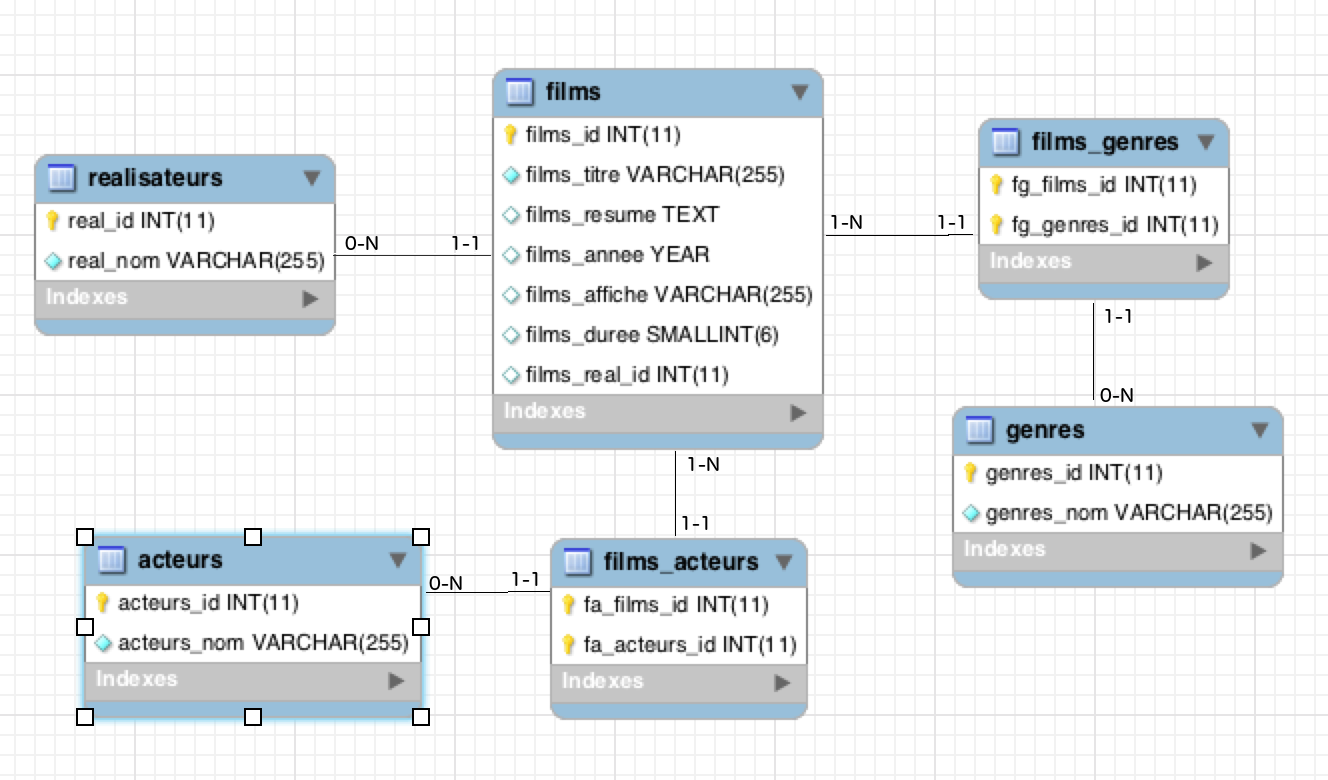 films
films_id INT(11)
films_titre VARCHAR(255)
films_resume TEXT
films_annee YEAR
films_affiche VARCHAR(255)
films_duree SMALLINT(6)
films_real_id INT(11)
Indexes
realisateurs
real_id INT(11)
real_nom VARCHAR(255)
Indexes
0-N
1-1
1-N
1-1
films_genres
fg_films_id INT(11)
fg_genres_id INT(11)
Indexes
1-1
0-N
genres
genres_id INT(11)
genres_nom VARCHAR(255)
Indexes
1-N
1-1
acteurs
acteurs_id INT(11)
acteurs_nom VARCHAR(255)
Indexes
0-N
1-1
films_acteurs
fa_films_id INT(11)
fa_acteurs_id INT(11)
Indexes